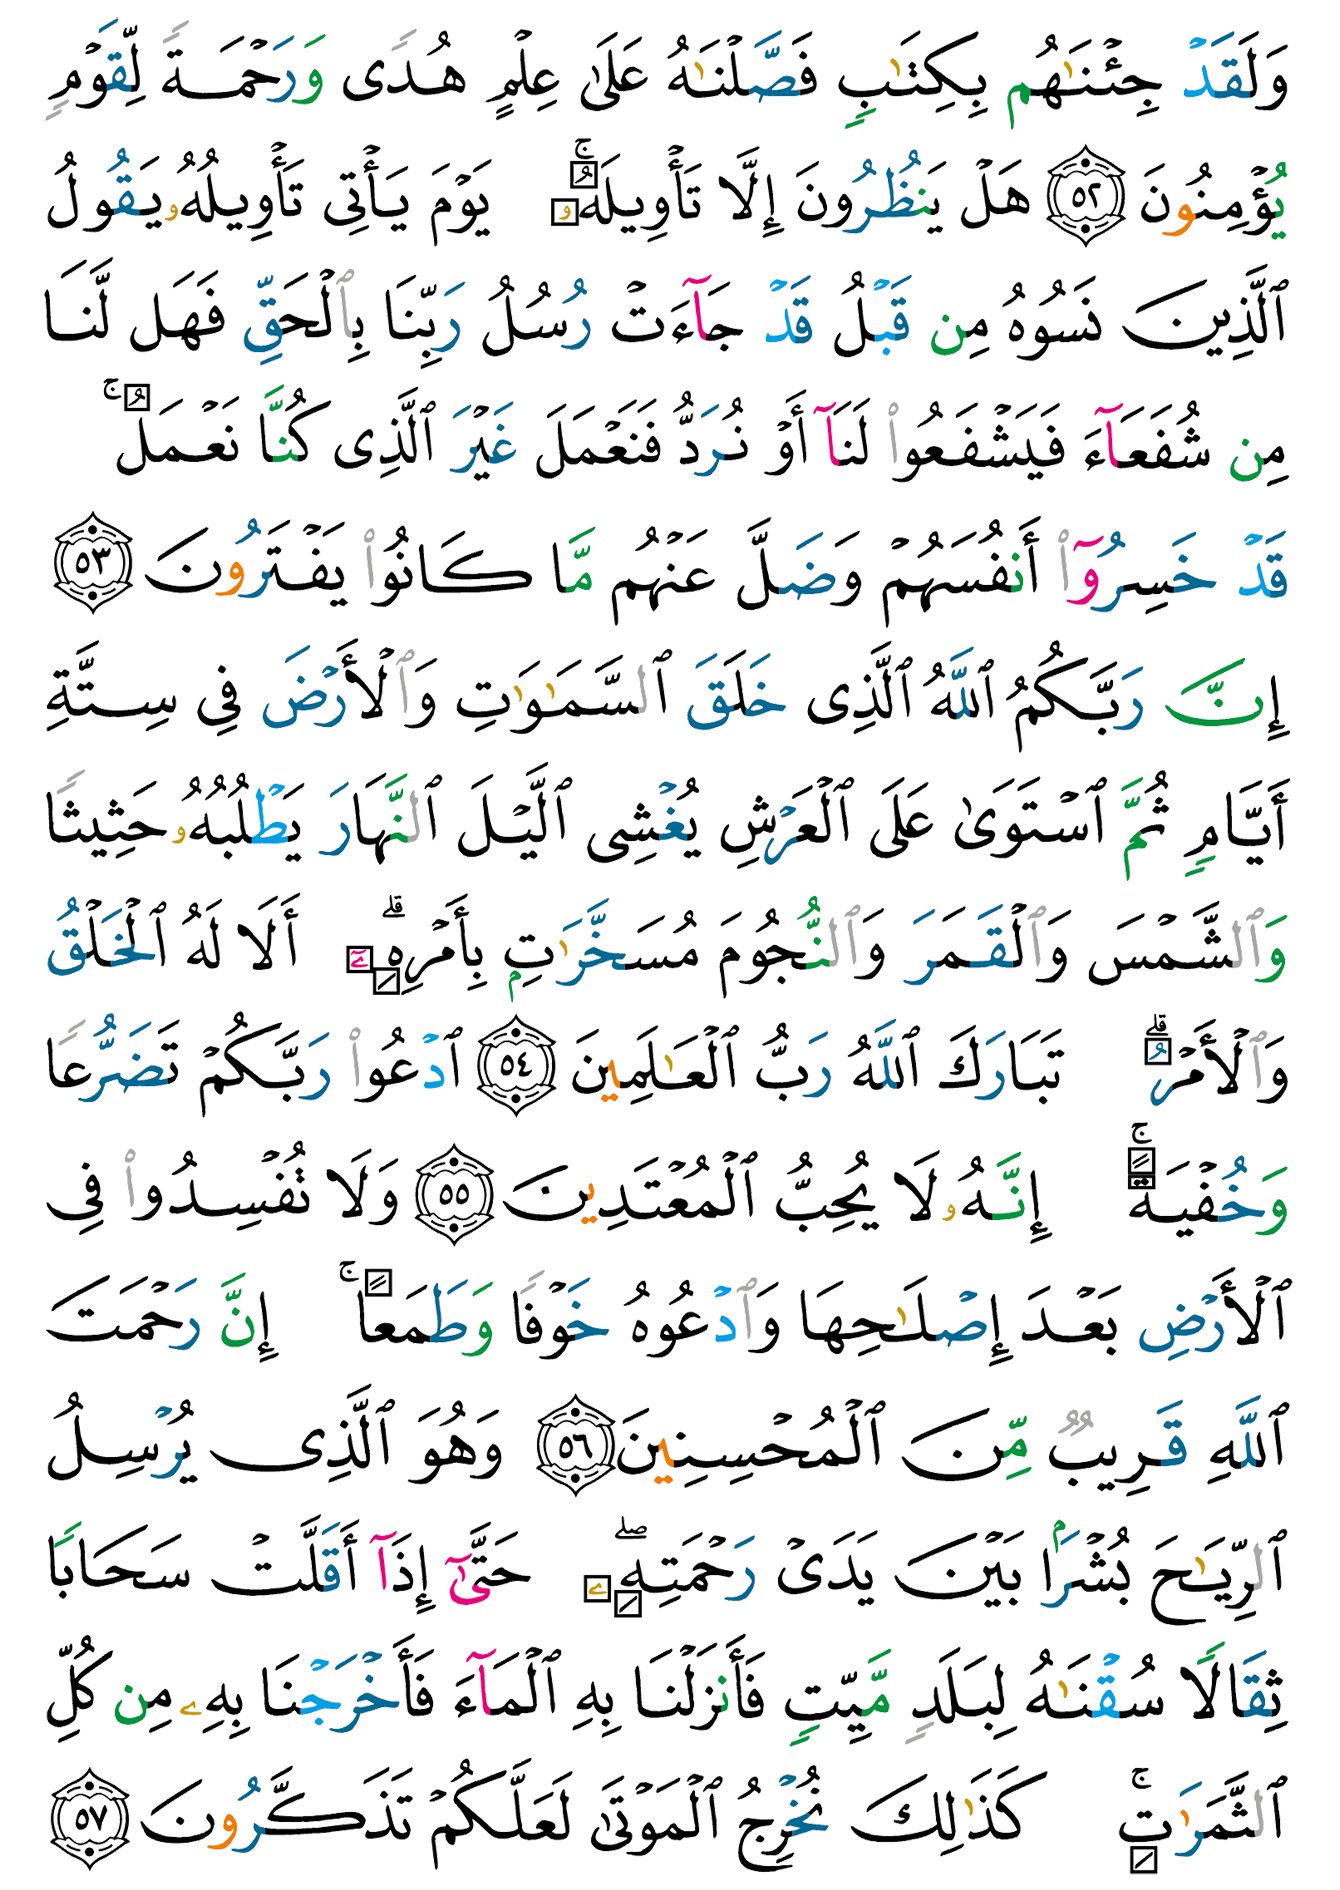 وَلَقَدْ جِئْنَٰهُم بِكِتَٰبٍ فَصَّلْنَٰهُ عَلَىٰ عِلْمٍ هُدًى وَرَحْمَةً لِّقَوْمٍ
يُؤْمِنُونَ ٥٢ هَلْ يَنظُرُونَ إِلَّا تَأْوِيلَهُۥ ۚ يَوْمَ يَأْتِى تَأْوِيلُهُۥ يَقُولُ
ٱلَّذِينَ نَسُوهُ مِن قَبْلُ قَدْ جَآءَتْ رُسُلُ رَبِّنَا بِٱلْحَقِّ فَهَل لَّنَا
مِن شُفَعَآءَ فَيَشْفَعُوا۟ لَنَآ أَوْ نُرَدُّ فَنَعْمَلَ غَيْرَ ٱلَّذِى كُنَّا نَعْمَلُ ۚ
قَدْ خَسِرُوٓا۟ أَنفُسَهُمْ وَضَلَّ عَنْهُم مَّا كَانُوا۟ يَفْتَرُونَ ٥٣
إِنَّ رَبَّكُمُ ٱللَّهُ ٱلَّذِى خَلَقَ ٱلسَّمَٰوَٰتِ وَٱلْأَرْضَ فِى سِتَّةِ
أَيَّامٍ ثُمَّ ٱسْتَوَىٰ عَلَى ٱلْعَرْشِ يُغْشِى ٱلَّيْلَ ٱلنَّهَارَ يَطْلُبُهُۥ حَثِيثًا
وَٱلشَّمْسَ وَٱلْقَمَرَ وَٱلنُّجُومَ مُسَخَّرَٰتٍۭ بِأَمْرِهِۦٓ ۗ أَلَا لَهُ ٱلْخَلْقُ
وَٱلْأَمْرُ ۗ تَبَارَكَ ٱللَّهُ رَبُّ ٱلْعَٰلَمِينَ ٥٤ ٱدْعُوا۟ رَبَّكُمْ تَضَرُّعًا
وَخُفْيَةً ۚ إِنَّهُۥ لَا يُحِبُّ ٱلْمُعْتَدِينَ ٥٥ وَلَا تُفْسِدُوا۟ فِى
ٱلْأَرْضِ بَعْدَ إِصْلَٰحِهَا وَٱدْعُوهُ خَوْفًا وَطَمَعًا ۚ إِنَّ رَحْمَتَ
ٱللَّهِ قَرِيبٌ مِّنَ ٱلْمُحْسِنِينَ ٥٦ وَهُوَ ٱلَّذِى يُرْسِلُ
ٱلرِّيَٰحَ بُشْرًۢا بَيْنَ يَدَىْ رَحْمَتِهِۦ ۖ حَتَّىٰٓ إِذَآ أَقَلَّتْ سَحَابًا
ثِقَالًا سُقْنَٰهُ لِبَلَدٍ مَّيِّتٍ فَأَنزَلْنَا بِهِ ٱلْمَآءَ فَأَخْرَجْنَا بِهِۦ مِن كُلِّ
ٱلثَّمَرَٰتِ ۚ كَذَٰلِكَ نُخْرِجُ ٱلْمَوْتَىٰ لَعَلَّكُمْ تَذَكَّرُونَ ٥٧